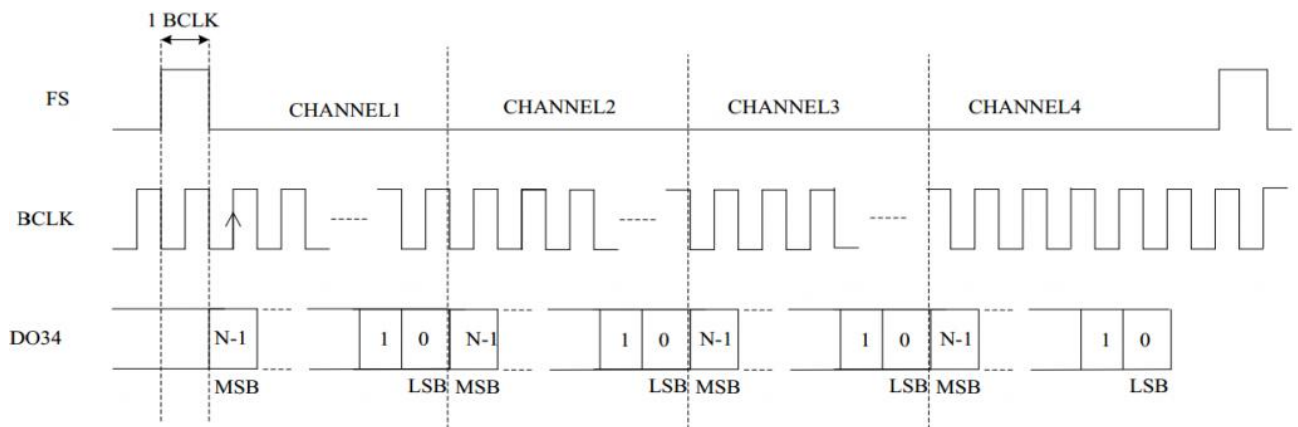 1 BCLK
FS
CHANNEL1 CHANNEL2 CHANNEL3 CHANNEL4
BCLK
DO34
N-1 1 0 N-1 1 0 N-1 1 0 N-1 1 0
MSB LSB MSB LSB MSB LSB MSB LSB